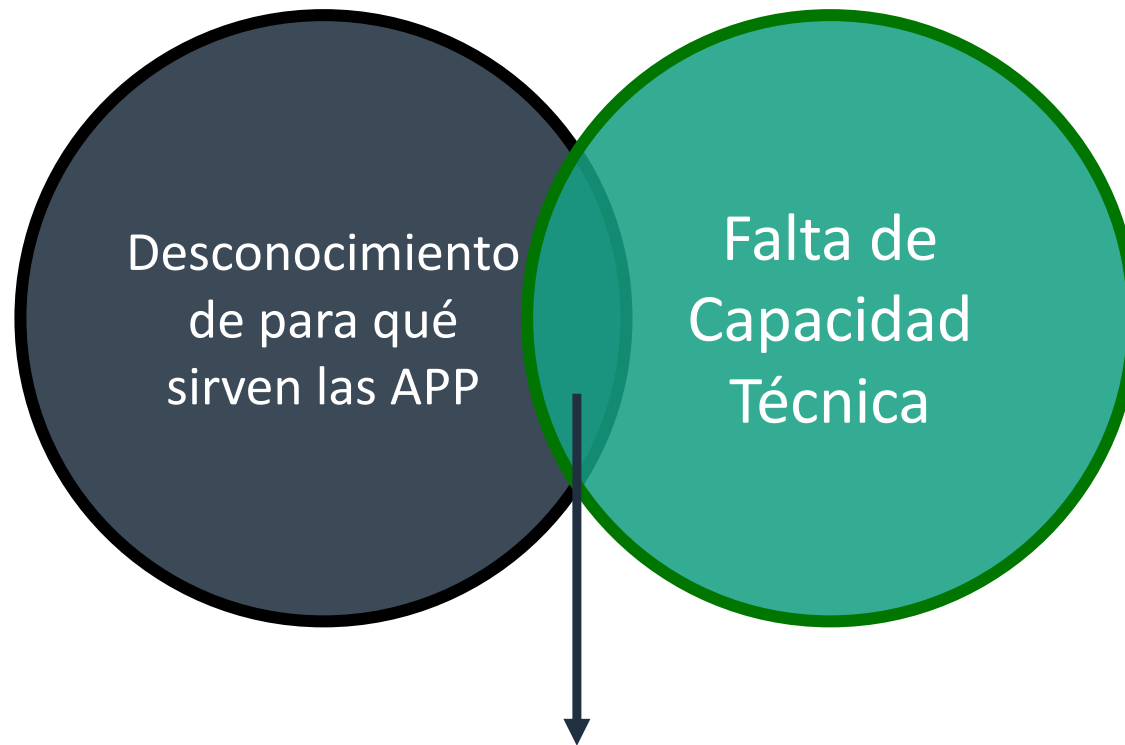 Desconocimiento
de para qué
sirven las APP
Falta de
Capacidad
Técnica